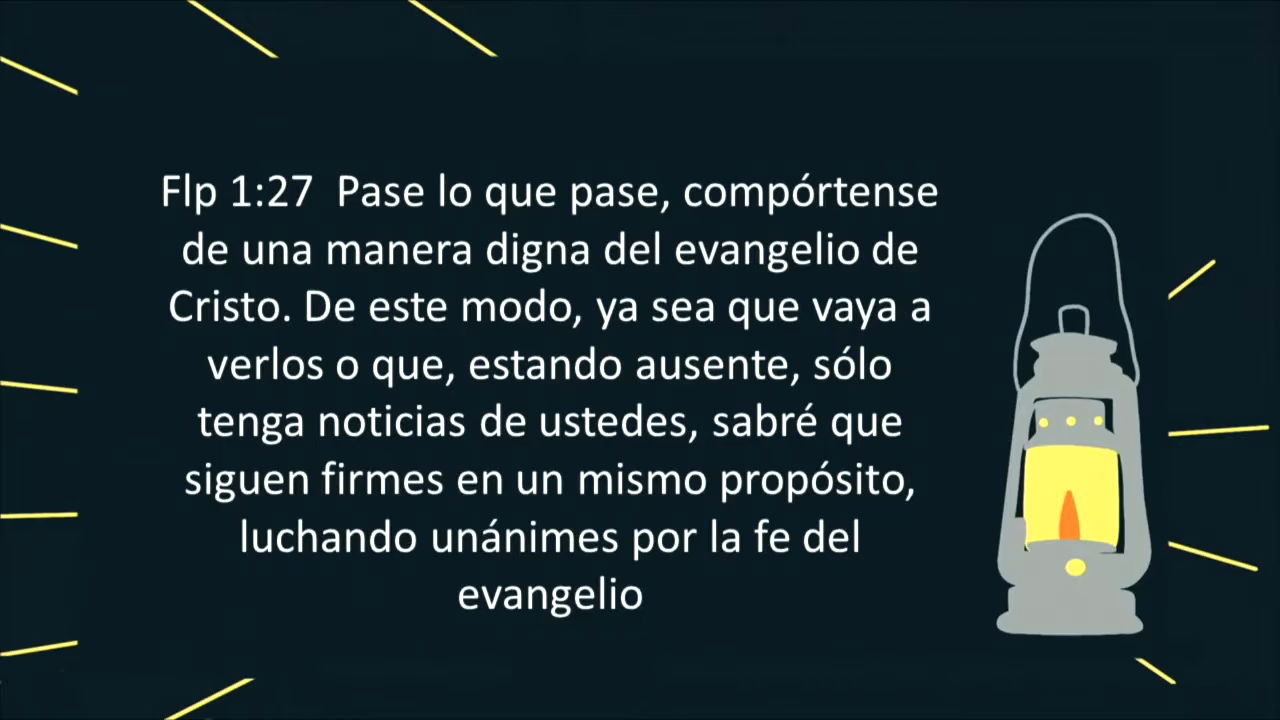 Flp 1:27  Pase lo que pase, compórtense
de una manera digna del evangelio de
Cristo. De este modo, ya sea que vaya a
verlos o que, estando ausente, sólo
tenga noticias de ustedes, sabré que
siguen firmes en un mismo propósito,
luchando unánimes por la fe del
evangelio